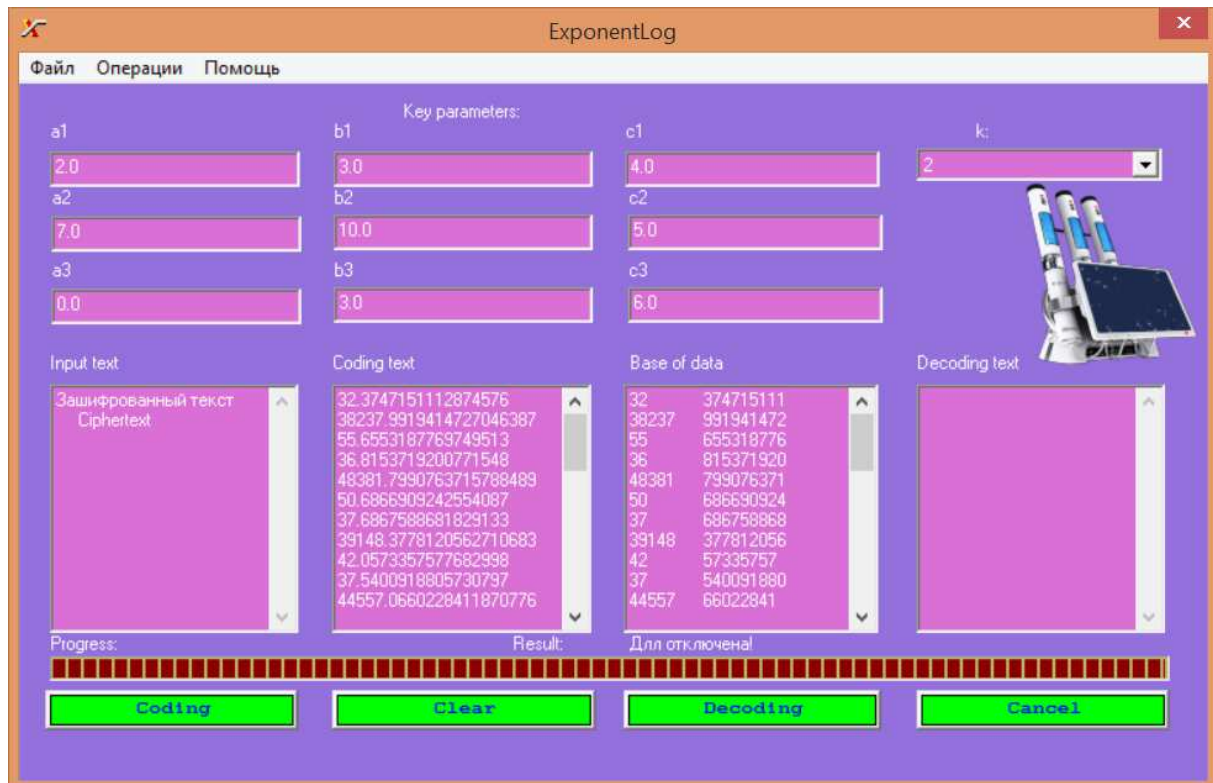 ExponentLog
Файл Операции Помощь
Key parameters:
a1 b1 c1 k:
2.0 3.0 4.0 2
a2 b2 c2
7.0 10.0 5.0
a3 b3 c3
0.0 3.0 6.0
Input text Coding text Base of data Decoding text
Зашифрованный текст
Ciphertext
32.3747151112874576
38237.9919414727046387
55.6553187769749513
36.8153719200771548
48381.7990763715788489
50.6866909242554087
37.6867588681829133
39148.3778120562710683
42.0573357577682998
37.5400918805730797
44557.0660228411870776
32 374715111
38237 991941472
55 655318776
36 815371920
48381 799076371
50 686690924
37 686758868
39148 377812056
42 57335757
37 540091880
44557 66022841
Progress: Result: Длл отключена!
Coding Clear Decoding Cancel